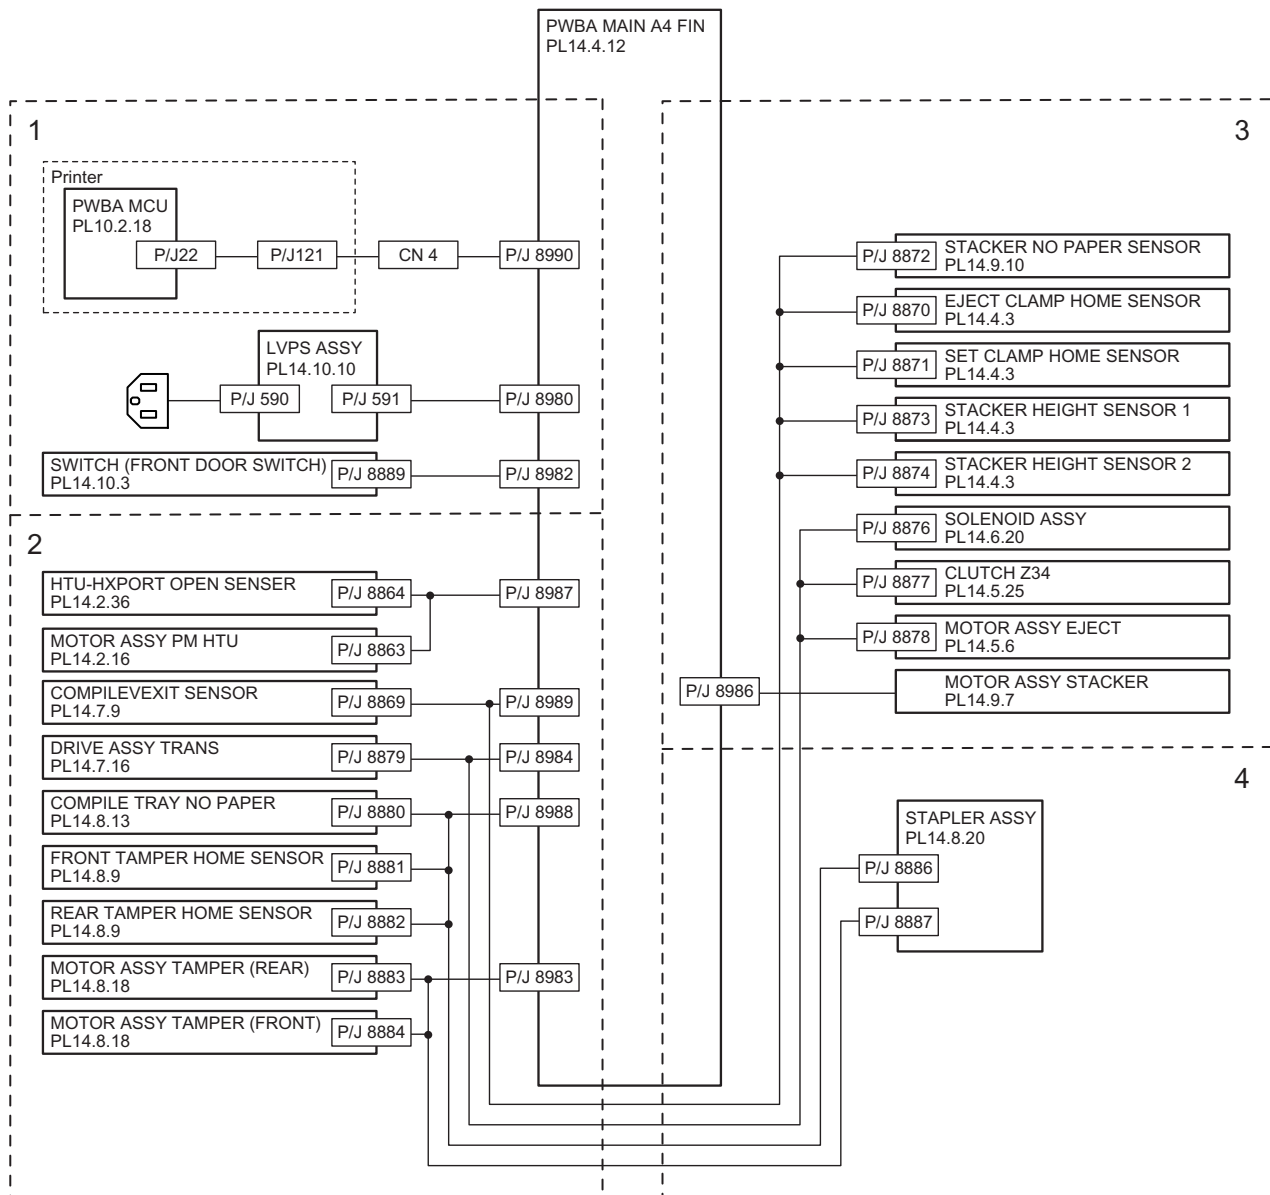 PWBA MAIN A4 FIN
PL14.4.12
1
Printer
PWBA MCU
PL10.2.18
P/J22
P/J121
CN 4
P/J 8990
LVPS ASSY
PL14.10.10
P/J 590
P/J 591
P/J 8980
SWITCH (FRONT DOOR SWITCH)
PL14.10.3
P/J 8889
P/J 8982
2
HTU-HXPORT OPEN SENSER
PL14.2.36
P/J 8864
P/J 8987
MOTOR ASSY PM HTU
PL14.2.16
P/J 8863
COMPILEVEXIT SENSOR
PL14.7.9
P/J 8869
P/J 8989
DRIVE ASSY TRANS
PL14.7.16
P/J 8879
P/J 8984
COMPILE TRAY NO PAPER
PL14.8.13
P/J 8880
P/J 8988
FRONT TAMPER HOME SENSOR
PL14.8.9
P/J 8881
REAR TAMPER HOME SENSOR
PL14.8.9
P/J 8882
MOTOR ASSY TAMPER (REAR)
PL14.8.18
P/J 8883
P/J 8983
MOTOR ASSY TAMPER (FRONT)
PL14.8.18
P/J 8884
3
P/J 8872
STACKER NO PAPER SENSOR
PL14.9.10
P/J 8870
EJECT CLAMP HOME SENSOR
PL14.4.3
P/J 8871
SET CLAMP HOME SENSOR
PL14.4.3
P/J 8873
STACKER HEIGHT SENSOR 1
PL14.4.3
P/J 8874
STACKER HEIGHT SENSOR 2
PL14.4.3
P/J 8876
SOLENOID ASSY
PL14.6.20
P/J 8877
CLUTCH Z34
PL14.5.25
P/J 8878
MOTOR ASSY EJECT
PL14.5.6
P/J 8986
MOTOR ASSY STACKER
PL14.9.7
4
STAPLER ASSY
PL14.8.20
P/J 8886
P/J 8887